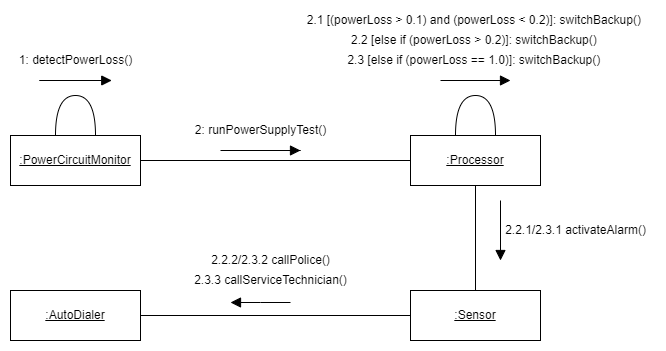 2.1 [(powerLoss > 0.1) and (powerLoss < 0.2)]: switchBackup()
2.2 [else if (powerLoss > 0.2)]: switchBackup()
2.3 [else if (powerLoss == 1.0)]: switchBackup()
1: detectPowerLoss()
2: runPowerSupplyTest()
:PowerCircuitMonitor
:Processor
2.2.1/2.3.1 activateAlarm()
2.2.2/2.3.2 callPolice()
2.3.3 callServiceTechnician()
:AutoDialer
:Sensor